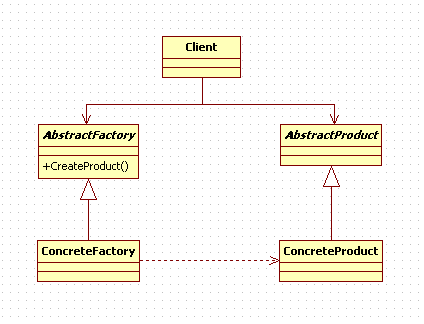 Client
AbstractFactory
+CreateProduct()
AbstractProduct
ConcreteFactory
ConcreteProduct